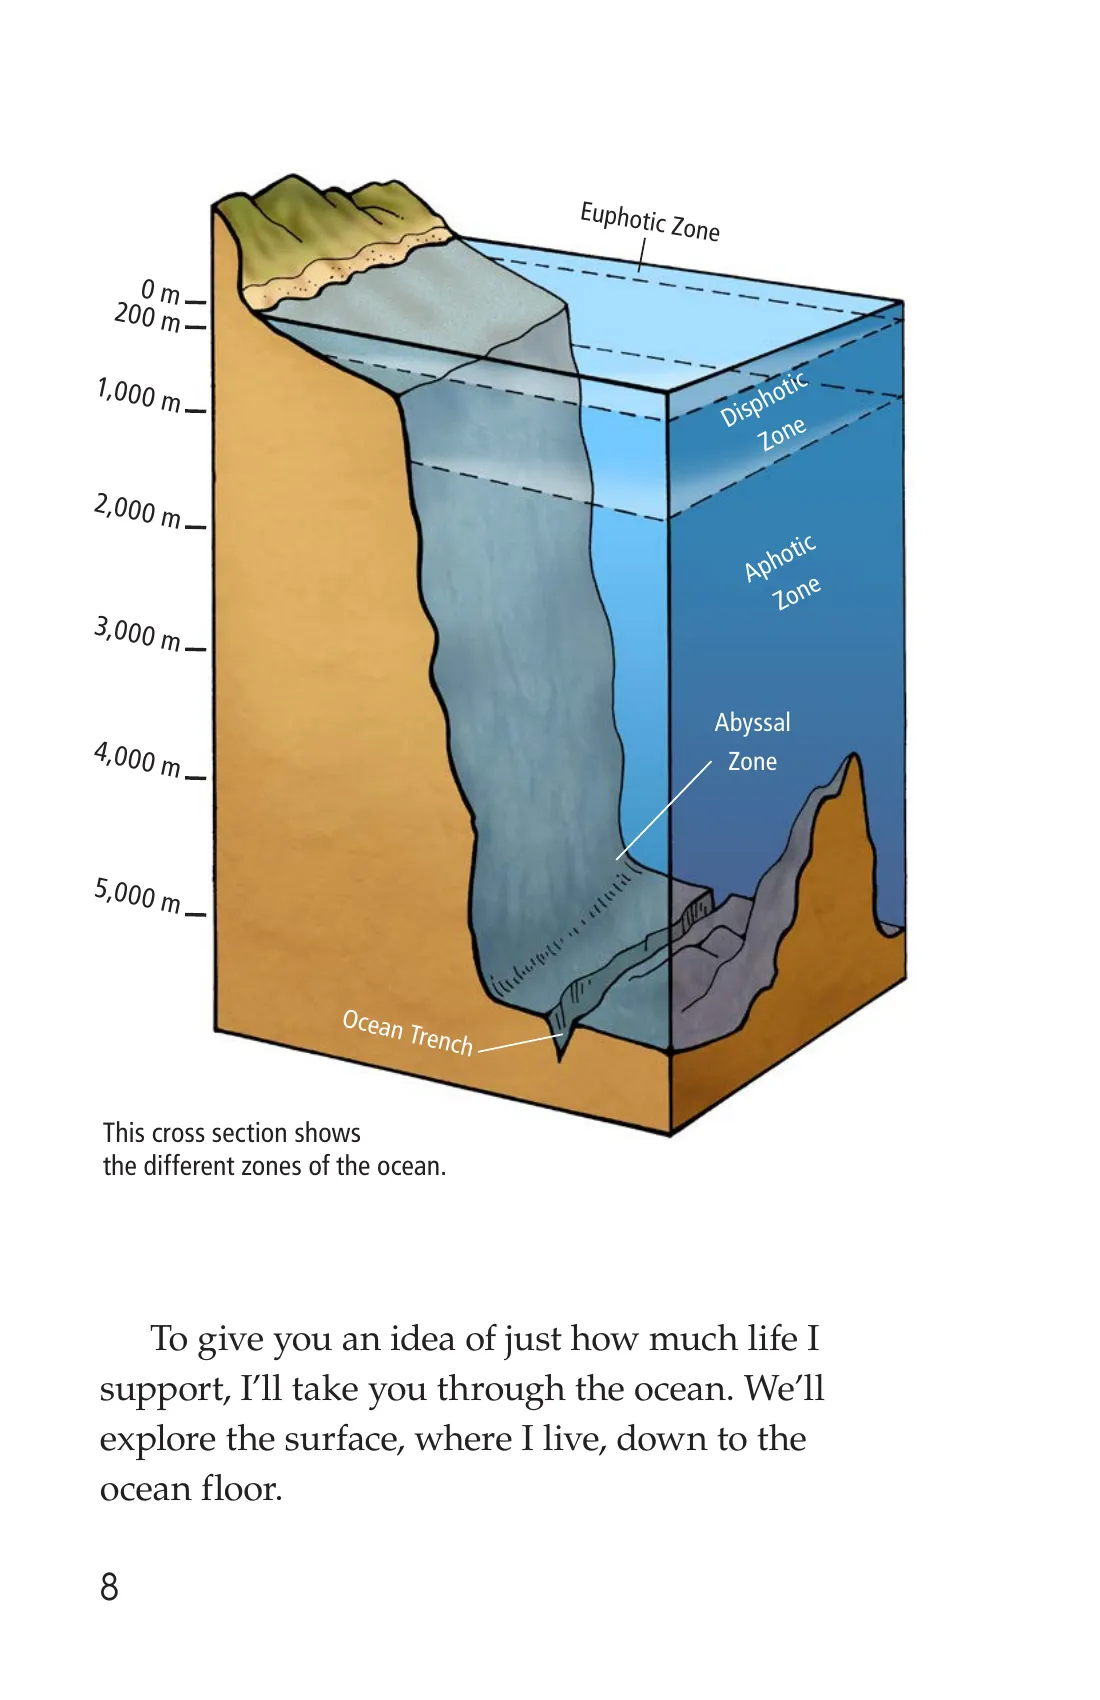 Euphotic Zone
0 m
200 m
1,000 m
Disphotic
Zone
2,000 m
Aphotic
Zone
3,000 m
Abyssal
Zone
4,000 m
5,000 m
Ocean Trench
This cross section shows
the different zones of the ocean.
To give you an idea of just how much life I
support, I’ll take you through the ocean. We’ll
explore the surface, where I live, down to the
ocean floor.
8